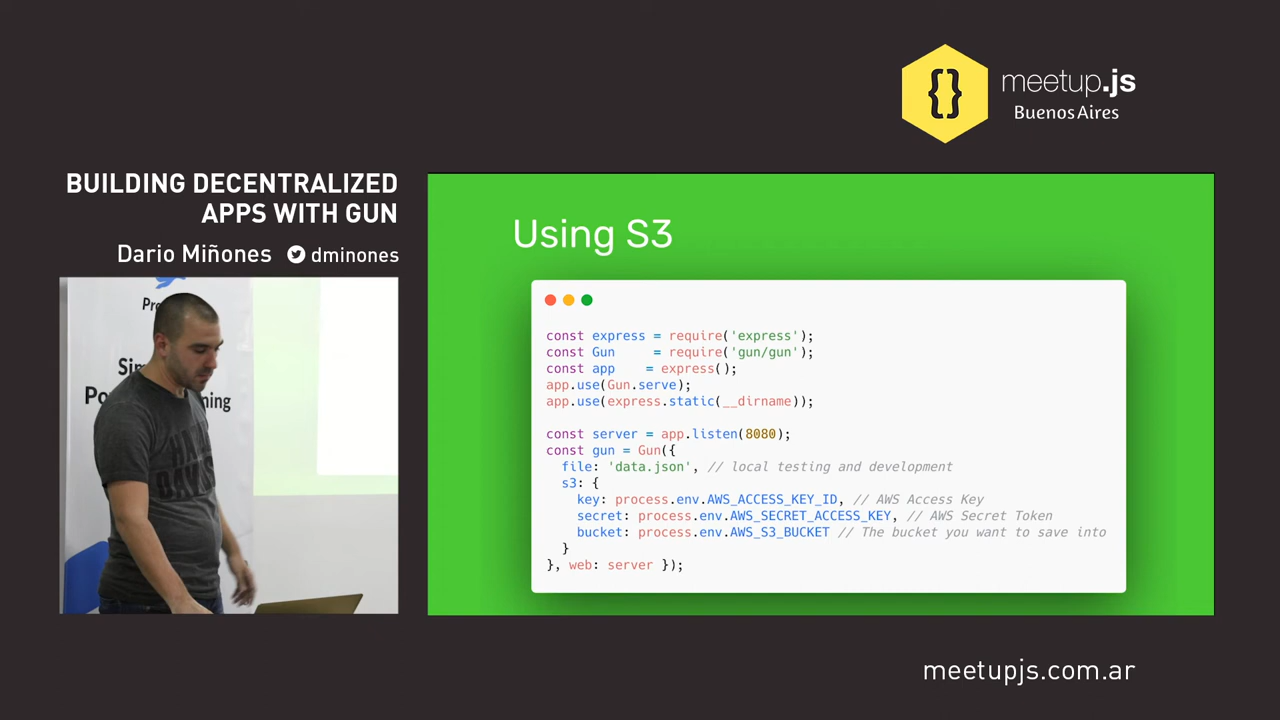 meetup.js
Buenos Aires
BUILDING DECENTRALIZED
APPS WITH GUN
Dario Miñones dminones
Using S3
const express = require('express');
const Gun     = require('gun/gun');
const app    = express();
app.use(Gun.serve);
app.use(express.static(__dirname));
const server = app.listen(8080);
const gun = Gun({
  file: 'data.json', // local testing and development
  s3: {
    key: process.env.AWS_ACCESS_KEY_ID, // AWS Access Key
    secret: process.env.AWS_SECRET_ACCESS_KEY, // AWS Secret Token
    bucket: process.env.AWS_S3_BUCKET // The bucket you want to save into
  }
}, web: server });
meetupjs.com.ar